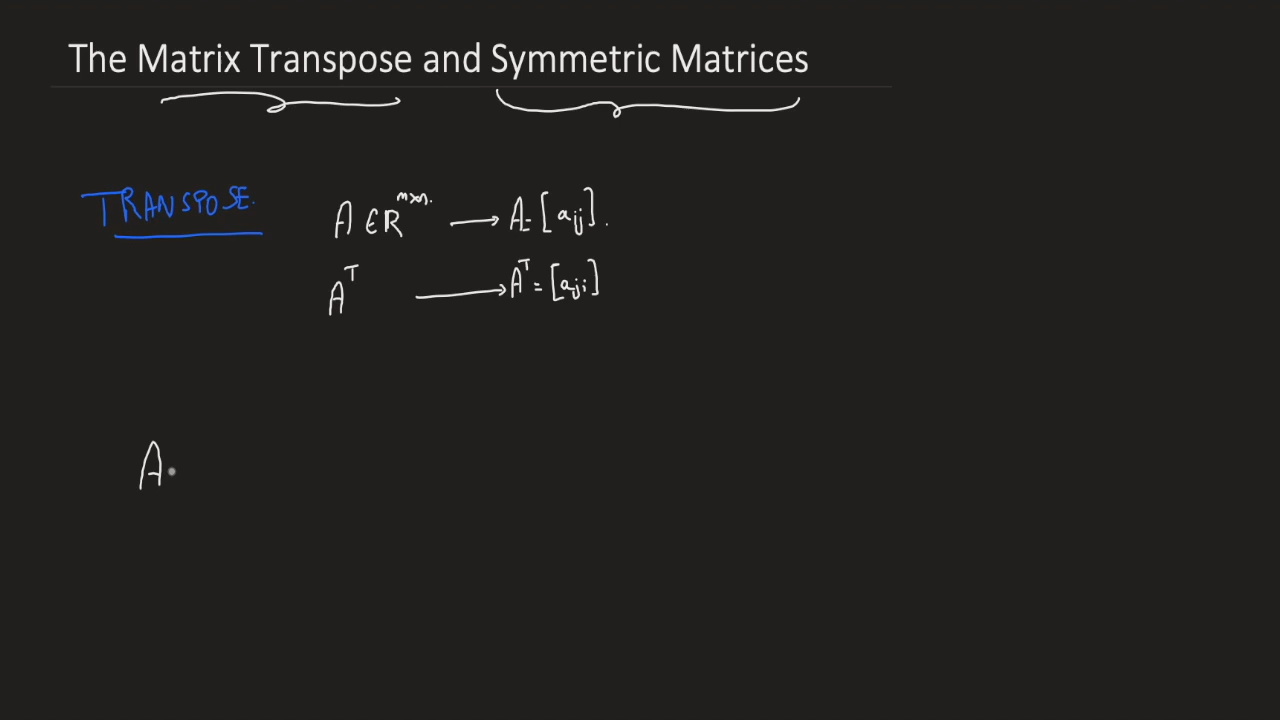 The Matrix Transpose and Symmetric Matrices
TRANSPOSE. A ∈ ℝ^{m×n}. ⟶ A = [aij].
A^T ⟶ A^T = [aji]
A